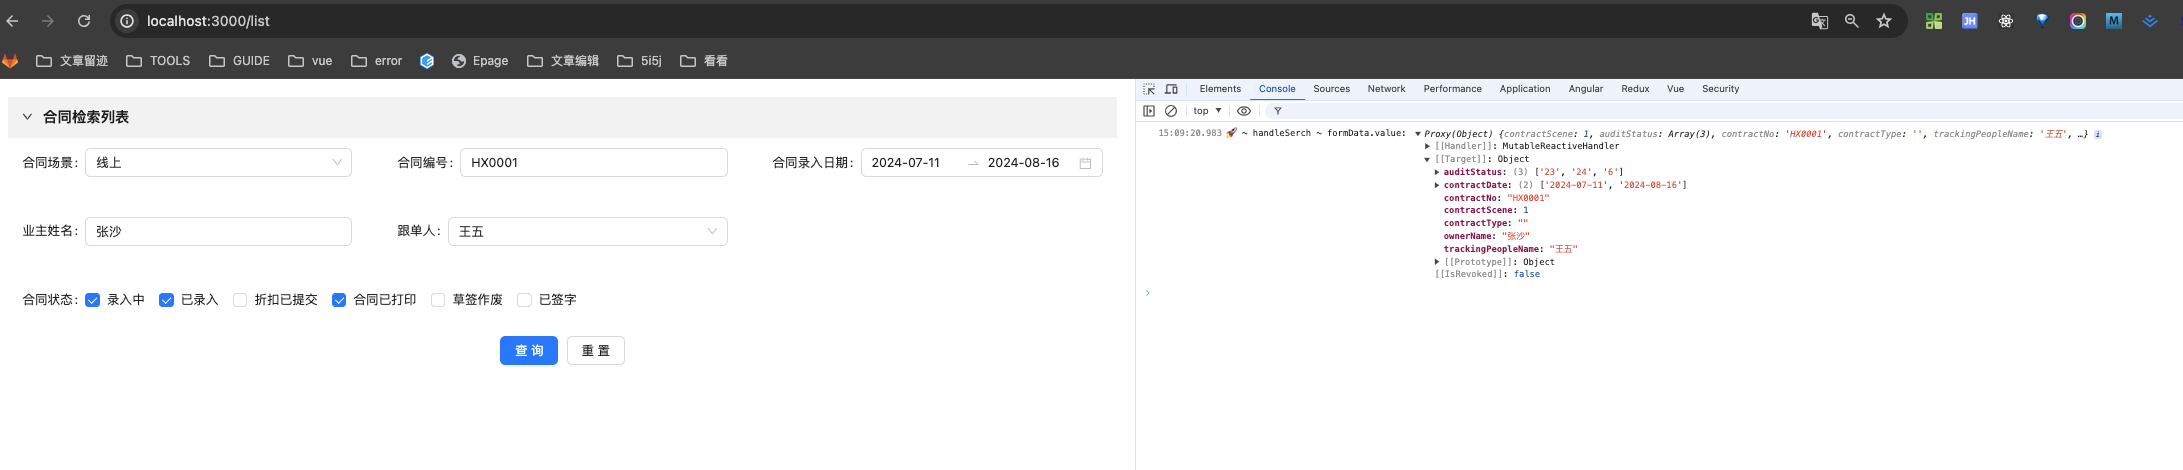 localhost:3000/list
文章留迹 TOOLS GUIDE vue error Epage 文章编辑 5i5j 看看
合同检索列表
合同场景： 线上 合同编号： HX0001 合同录入日期： 2024-07-11 → 2024-08-16
业主姓名： 张沙 跟单人： 王五
合同状态： 录入中 已录入 折扣已提交 合同已打印 草签作废 已签字
查 询 重 置
Elements Console Sources Network Performance Application Angular Redux Vue Security
top
15:09:20.983 🚀 ~ handleSerch ~ formData.value: Proxy(Object) {contractScene: 1, auditStatus: Array(3), contractNo: 'HX0001', contractType: '', trackingPeopleName: '王五', …}
[[Handler]]: MutableReactiveHandler
[[Target]]: Object
auditStatus: (3) ['23', '24', '6']
contractDate: (2) ['2024-07-11', '2024-08-16']
contractNo: "HX0001"
contractScene: 1
contractType: ""
ownerName: "张沙"
trackingPeopleName: "王五"
[[Prototype]]: Object
[[IsRevoked]]: false